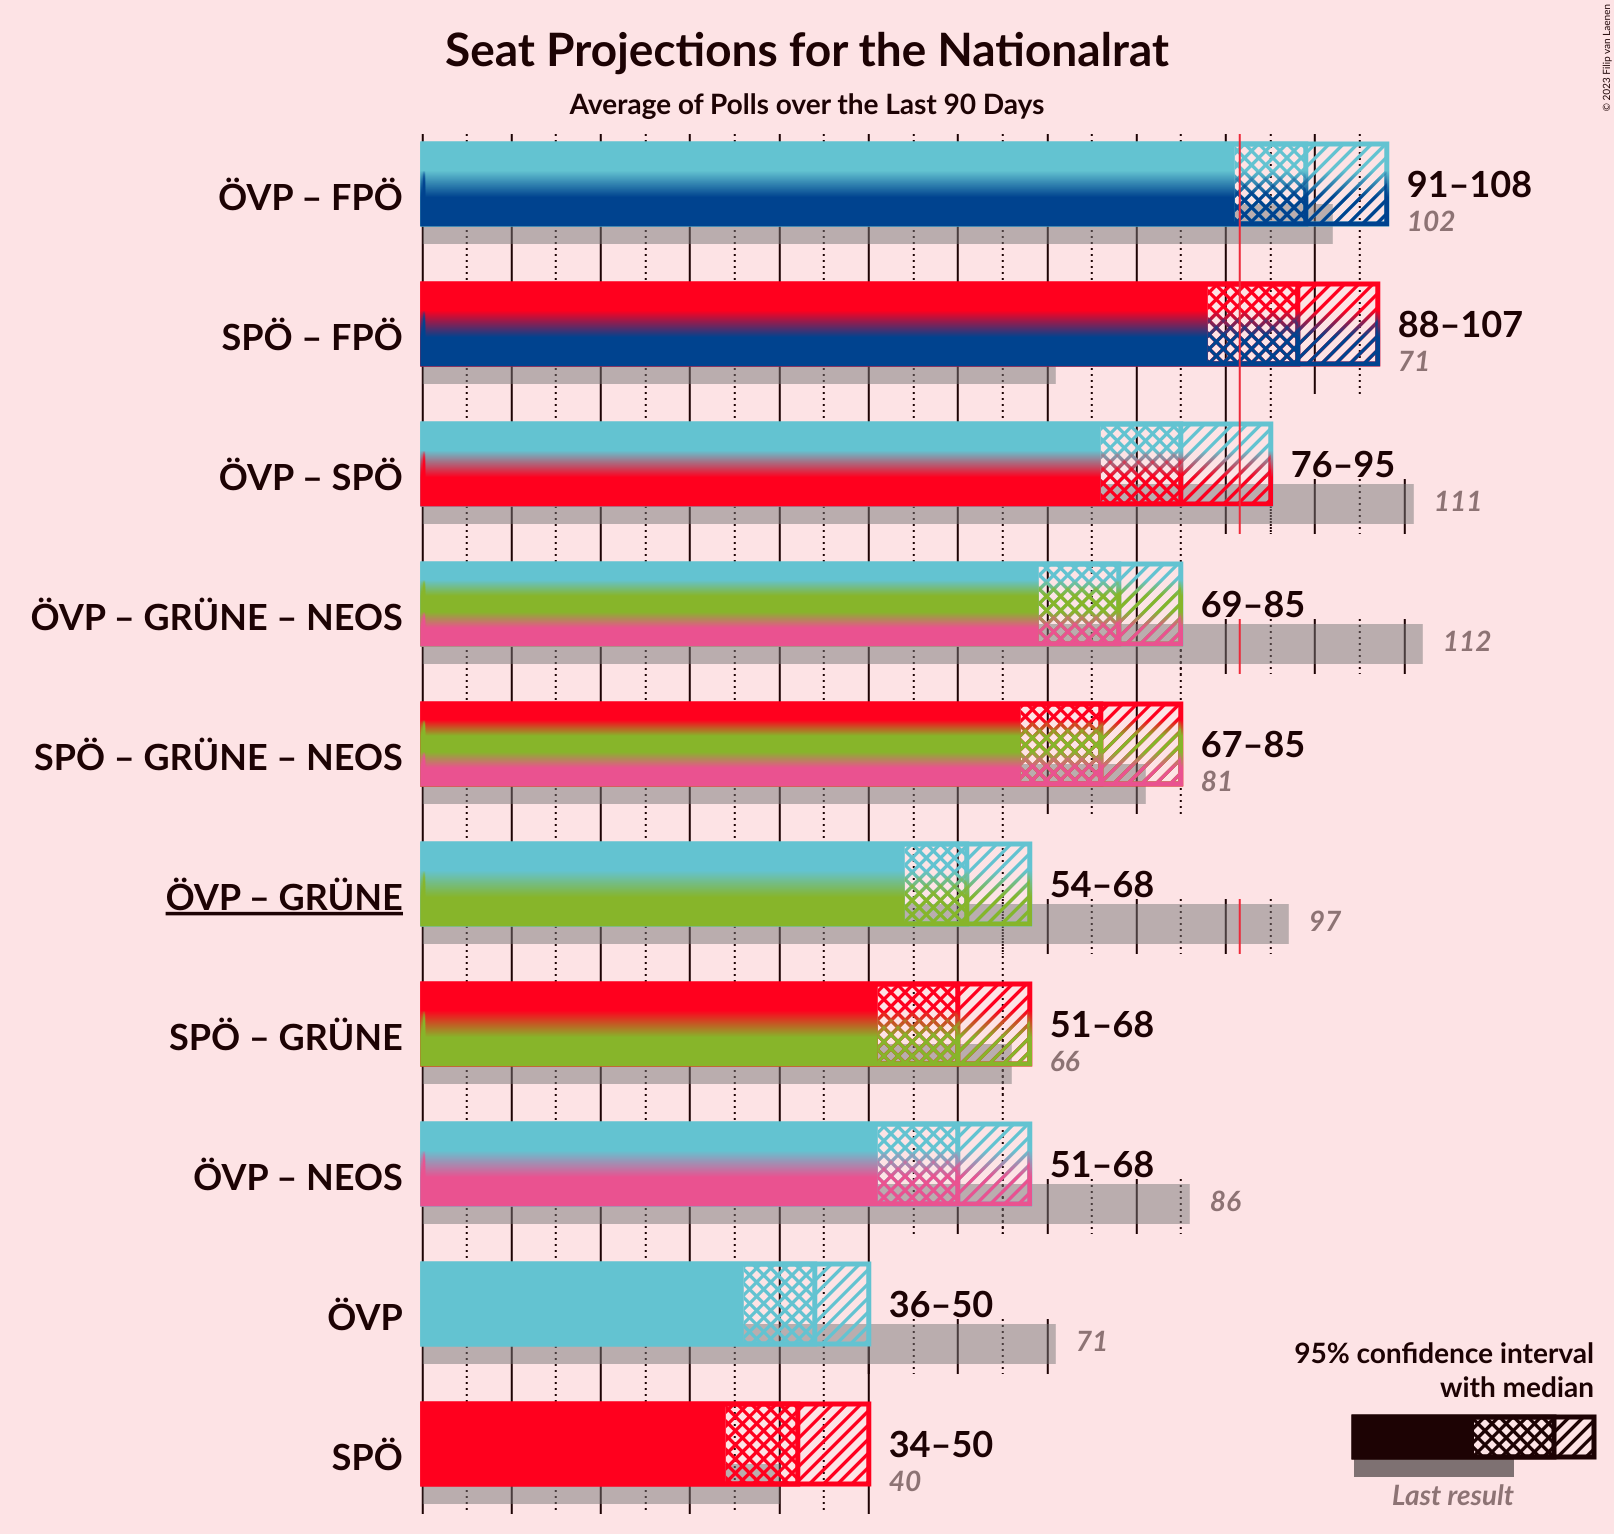 Seat Projections for the Nationalrat
Average of Polls over the Last 90 Days
© 2023 Filip van Laenen
ÖVP – FPÖ
91–108
102
SPÖ – FPÖ
88–107
71
ÖVP – SPÖ
76–95
111
ÖVP – GRÜNE – NEOS
69–85
112
SPÖ – GRÜNE – NEOS
67–85
81
ÖVP – GRÜNE
54–68
97
SPÖ – GRÜNE
51–68
66
ÖVP – NEOS
51–68
86
ÖVP
36–50
71
SPÖ
34–50
40
95% confidence interval
with median
Last result